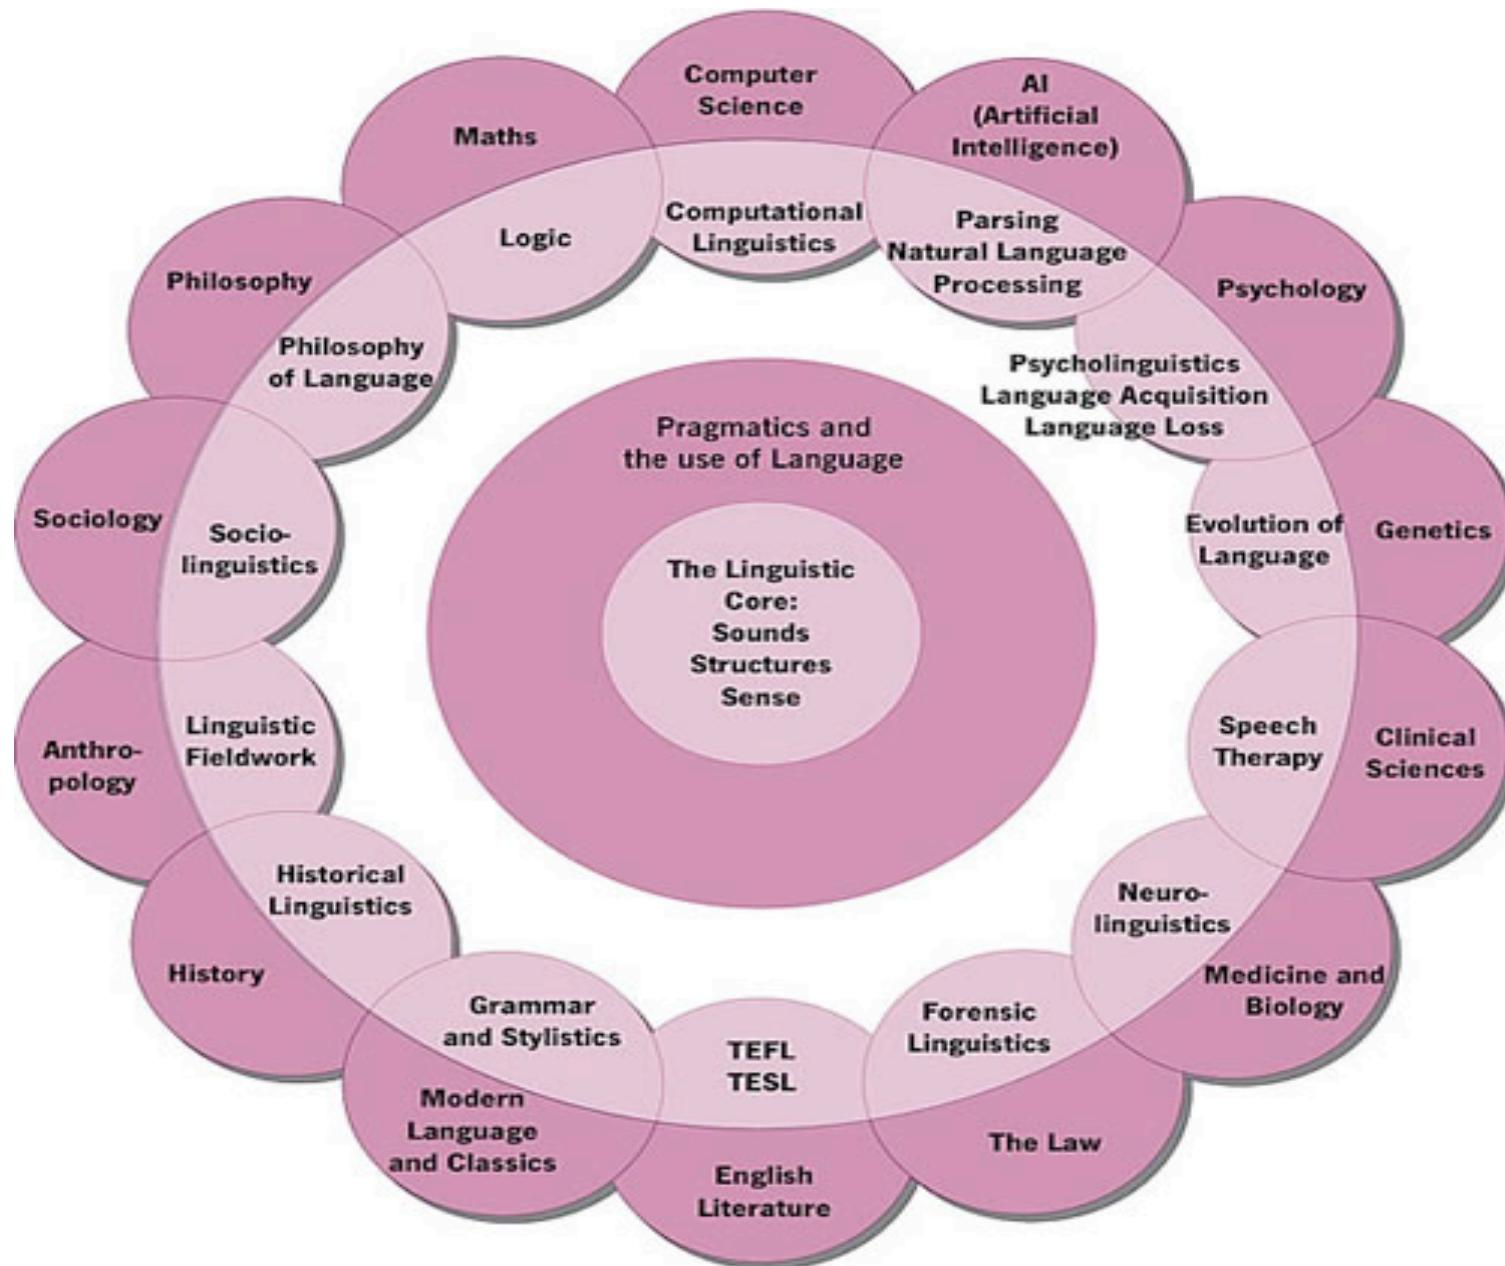 Computer
Science
AI
(Artificial
Intelligence)
Maths
Computational
Linguistics
Parsing
Natural Language
Processing
Logic
Philosophy
Psychology
Philosophy
of Language
Psycholinguistics
Language Acquisition
Language Loss
Pragmatics and
the use of Language
Sociology
Socio-
linguistics
Evolution of
Language
Genetics
The Linguistic
Core:
Sounds
Structures
Sense
Anthro-
pology
Linguistic
Fieldwork
Speech
Therapy
Clinical
Sciences
Historical
Linguistics
Neuro-
linguistics
History
Medicine and
Biology
Grammar
and Stylistics
TEFL
TESL
Forensic
Linguistics
Modern
Language
and Classics
English
Literature
The Law